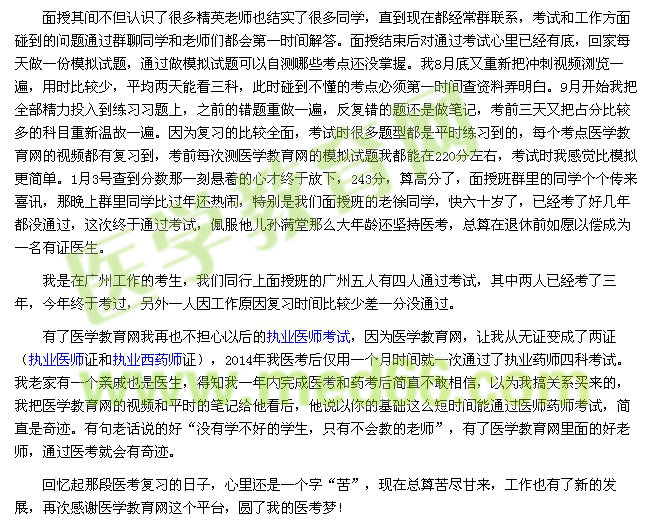 面授其间不但认识了很多精英老师也结实了很多同学，直到现在都经常群联系，考试和工作方面
碰到的问题通过群聊同学和老师们都会第一时间解答。面授结束后对通过考试心里已经有底，回家每
天做一份模拟试题，通过做模拟试题可以自测哪些考点还没掌握。我8月底又重新把冲刺视频浏览一
遍，用时比较少，平均两天能看三科，此时碰到不懂的考点必须第一时间查资料弄明白。9月开始我把
全部精力投入到练习习题上，之前的错题重做一遍，反复错的题还是做笔记，考前三天又把占分比较
多的科目重新温故一遍。因为复习的比较全面，考试时很多题型都是平时练习到的，每个考点医学教
育网的视频都有复习到，考前每次测医学教育网的模拟试题我都能在220分左右，考试时我感觉比模拟
更简单。1月3号查到分数那一刻悬着的心才终于放下，243分，算高分了，面授班群里的同学个个传来
喜讯，那晚上群里同学比过年还热闹，特别是我们面授班的老徐同学，快六十岁了，已经考了好几年
都没通过，这次终于通过考试，佩服他儿孙满堂那么大年龄还坚持医考，总算在退休前如愿以偿成为
一名有证医生。
我是在广州工作的考生，我们同行上面授班的广州五人有四人通过考试，其中两人已经考了三
年，今年终于考过，另外一人因工作原因复习时间比较少差一分没通过。
有了医学教育网我再也不担心以后的执业医师考试，因为医学教育网，让我从无证变成了两证
（执业医师证和执业西药师证），2014年我医考后仅用一个月时间就一次通过了执业药师四科考试。
我老家有一个亲戚也是医生，得知我一年内完成医考和药考后简直不敢相信，以为我搞关系买来的，
我把医学教育网的视频和平时的笔记给他看后，他说以你的基础这么短时间能通过医师药师考试，简
直是奇迹。有句老话说的好“没有学不好的学生，只有不会教的老师”，有了医学教育网里面的好老
师，通过医考就会有奇迹。
回忆起那段医考复习的日子，心里还是一个字“苦”，现在总算苦尽甘来，工作也有了新的发
展，再次感谢医学教育网这个平台，圆了我的医考梦！
医学教育网
www.med66.com